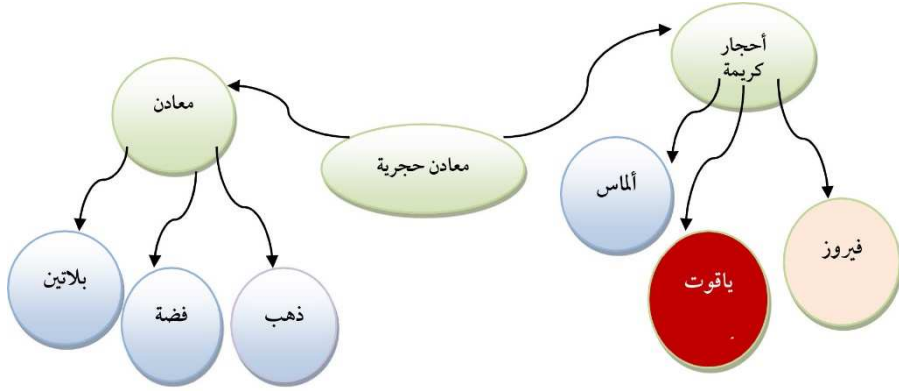 أحجار
كريمة
معادن
معادن حجرية
ألماس
ياقوت
فيروز
بلاتين
فضة
ذهب